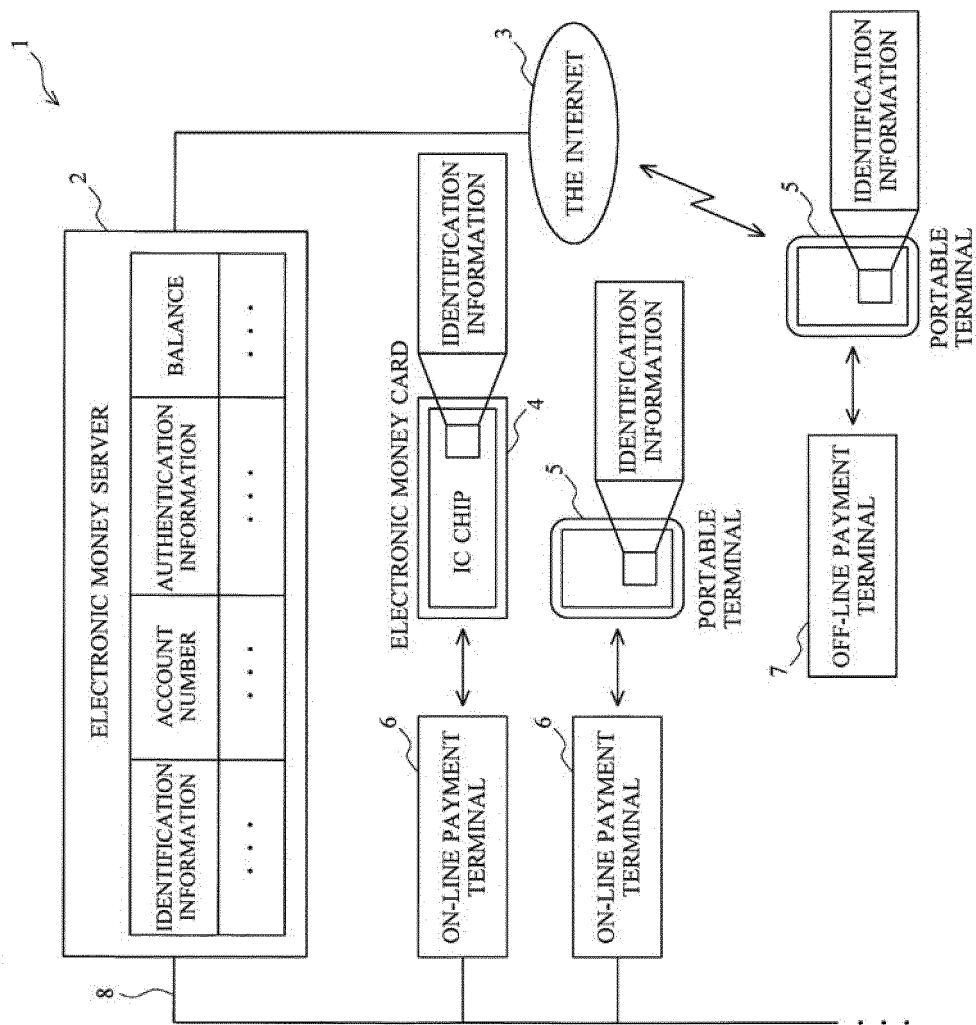 1
2
ELECTRONIC MONEY SERVER
IDENTIFICATION
INFORMATION
ACCOUNT
NUMBER
AUTHENTICATION
INFORMATION
BALANCE
. . .
. . .
. . .
. . .
8
3
THE INTERNET
6
ON-LINE PAYMENT
TERMINAL
ELECTRONIC MONEY CARD
IC CHIP
4
IDENTIFICATION
INFORMATION
6
ON-LINE PAYMENT
TERMINAL
5
PORTABLE
TERMINAL
IDENTIFICATION
INFORMATION
7
OFF-LINE PAYMENT
TERMINAL
5
PORTABLE
TERMINAL
IDENTIFICATION
INFORMATION
. . . .